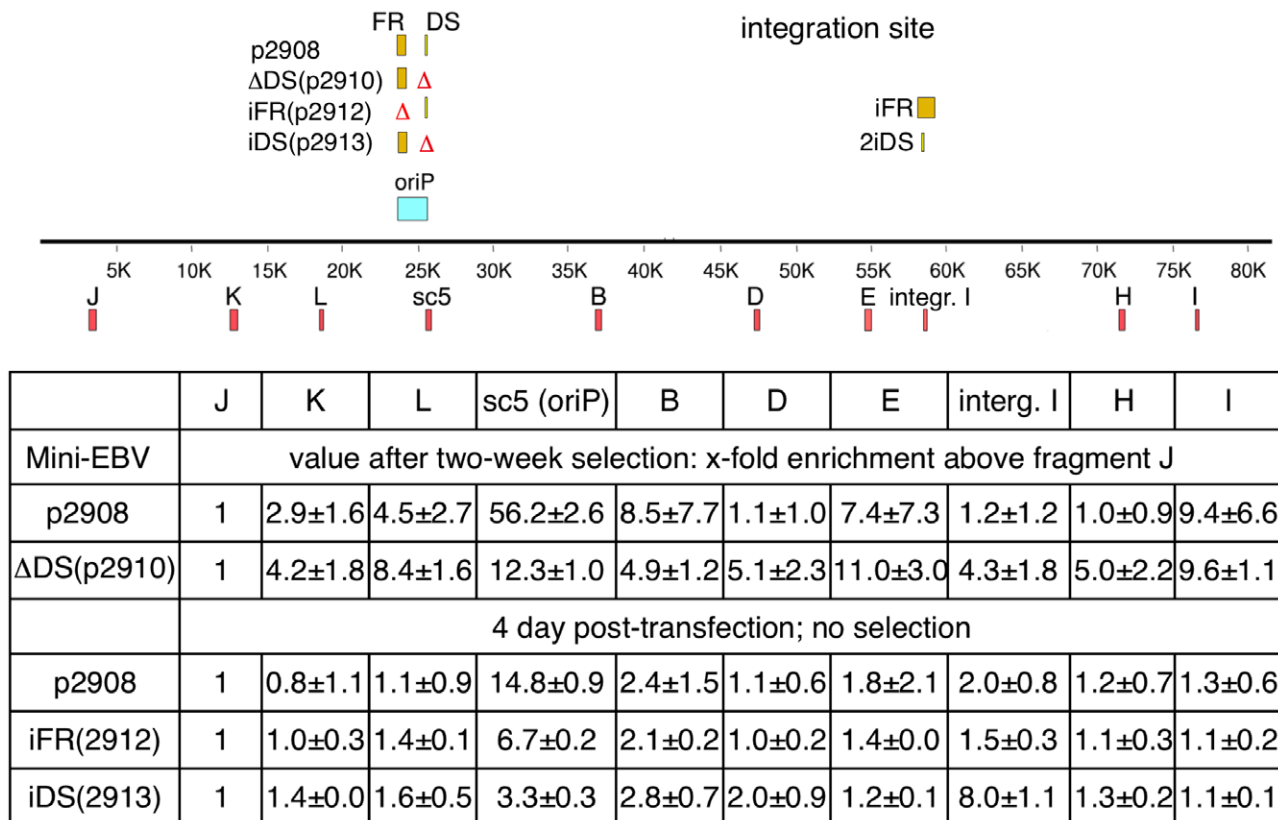 FR DS
integration site
p2908
ΔDS(p2910) Δ
iFR(p2912) Δ iFR
iDS(p2913) Δ 2iDS
oriP
5K 10K 15K 20K 25K 30K 35K 40K 45K 50K 55K 60K 65K 70K 75K 80K
J K L sc5 B D E integr. I H I
J K L sc5 (oriP) B D E interg. I H I
Mini-EBV value after two-week selection: x-fold enrichment above fragment J
p2908 1 2.9±1.6 4.5±2.7 56.2±2.6 8.5±7.7 1.1±1.0 7.4±7.3 1.2±1.2 1.0±0.9 9.4±6.6
ΔDS(p2910) 1 4.2±1.8 8.4±1.6 12.3±1.0 4.9±1.2 5.1±2.3 11.0±3.0 4.3±1.8 5.0±2.2 9.6±1.1
4 day post-transfection; no selection
p2908 1 0.8±1.1 1.1±0.9 14.8±0.9 2.4±1.5 1.1±0.6 1.8±2.1 2.0±0.8 1.2±0.7 1.3±0.6
iFR(2912) 1 1.0±0.3 1.4±0.1 6.7±0.2 2.1±0.2 1.0±0.2 1.4±0.0 1.5±0.3 1.1±0.3 1.1±0.2
iDS(2913) 1 1.4±0.0 1.6±0.5 3.3±0.3 2.8±0.7 2.0±0.9 1.2±0.1 8.0±1.1 1.3±0.2 1.1±0.1